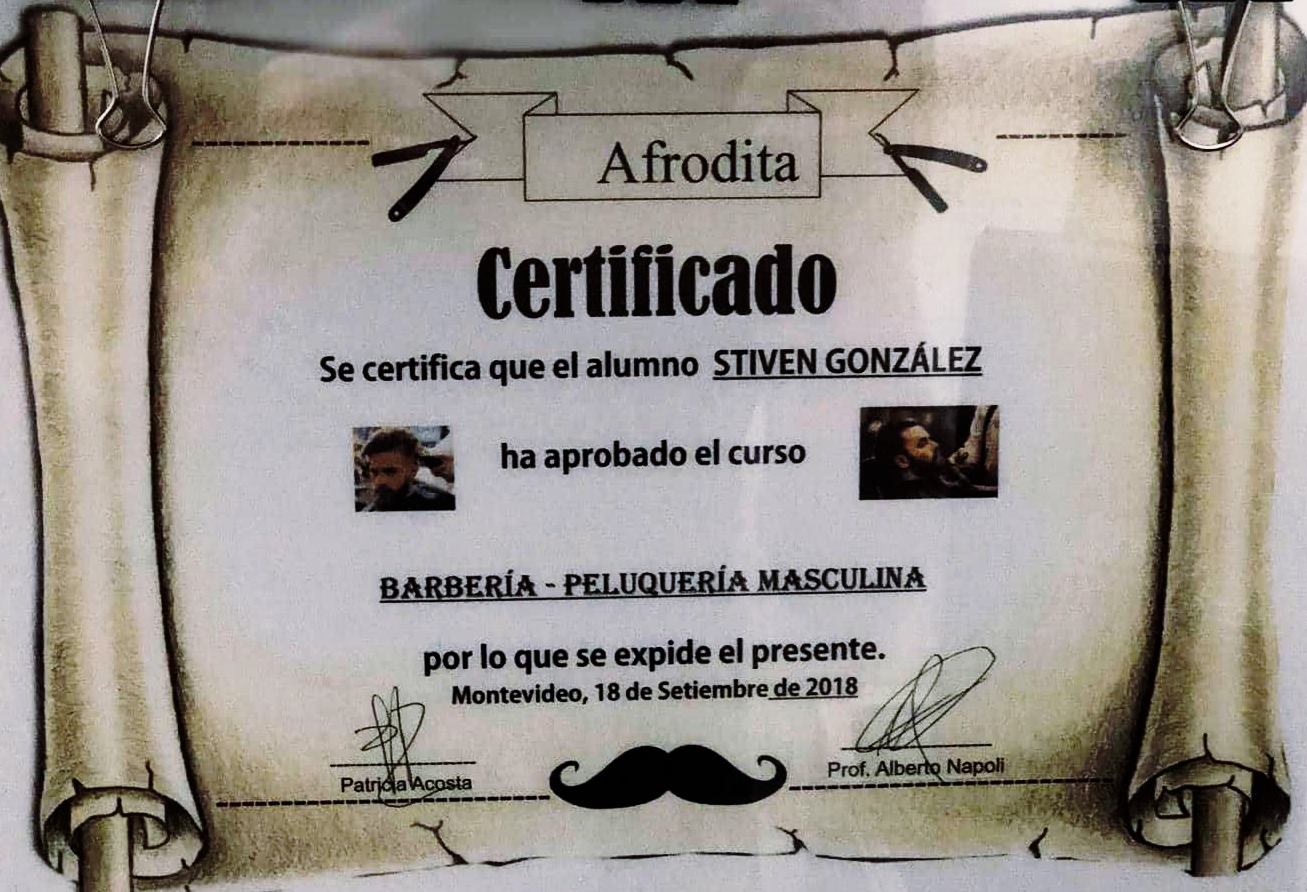 Afrodita
Certificado
Se certifica que el alumno STIVEN GONZÁLEZ
ha aprobado el curso
BARBERÍA - PELUQUERÍA MASCULINA
por lo que se expide el presente.
Montevideo, 18 de Setiembre de 2018
Patricia Acosta
Prof. Alberto Napoli